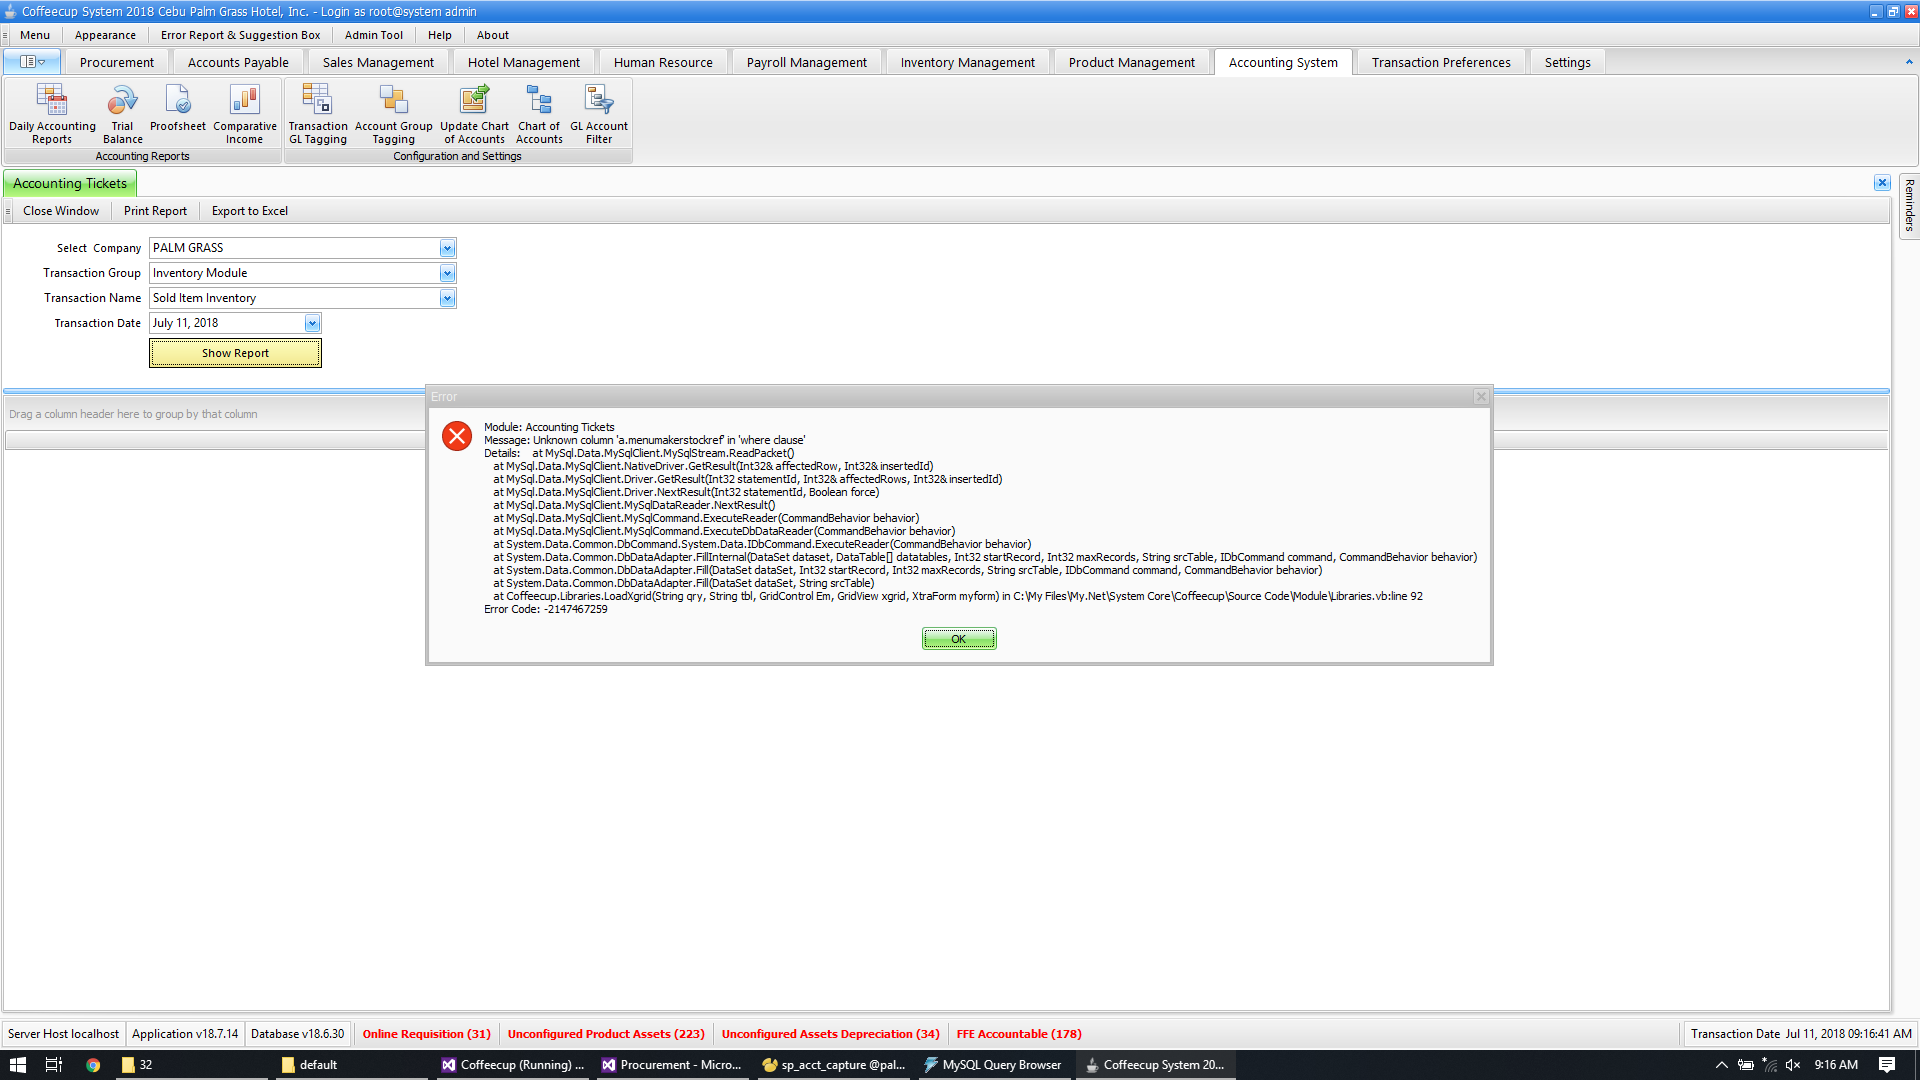 Coffeecup System 2018 Cebu Palm Grass Hotel, Inc. - Login as root@system admin
Menu Appearance Error Report & Suggestion Box Admin Tool Help About
Procurement Accounts Payable Sales Management Hotel Management Human Resource Payroll Management Inventory Management Product Management Accounting System Transaction Preferences Settings
Daily Accounting Reports
Trial Balance
Proofsheet
Comparative Income
Transaction GL Tagging
Account Group Tagging
Update Chart of Accounts
Chart of Accounts
GL Account Filter
Accounting Reports
Configuration and Settings
Accounting Tickets
Reminders
Close Window Print Report Export to Excel
Select Company PALM GRASS
Transaction Group Inventory Module
Transaction Name Sold Item Inventory
Transaction Date July 11, 2018
Show Report
Drag a column header here to group by that column
Error
Module: Accounting Tickets
Message: Unknown column 'a.menumakerstockref' in 'where clause'
Details: at MySql.Data.MySqlClient.MySqlStream.ReadPacket()
at MySql.Data.MySqlClient.NativeDriver.GetResult(Int32& affectedRow, Int32& insertedId)
at MySql.Data.MySqlClient.Driver.GetResult(Int32 statementId, Int32& affectedRows, Int32& insertedId)
at MySql.Data.MySqlClient.Driver.NextResult(Int32 statementId, Boolean force)
at MySql.Data.MySqlClient.MySqlDataReader.NextResult()
at MySql.Data.MySqlClient.MySqlCommand.ExecuteReader(CommandBehavior behavior)
at MySql.Data.MySqlClient.MySqlCommand.ExecuteDbDataReader(CommandBehavior behavior)
at System.Data.Common.DbCommand.System.Data.IDbCommand.ExecuteReader(CommandBehavior behavior)
at System.Data.Common.DbDataAdapter.FillInternal(DataSet dataset, DataTable[] datatables, Int32 startRecord, Int32 maxRecords, String srcTable, IDbCommand command, CommandBehavior behavior)
at System.Data.Common.DbDataAdapter.Fill(DataSet dataSet, Int32 startRecord, Int32 maxRecords, String srcTable, IDbCommand command, CommandBehavior behavior)
at System.Data.Common.DbDataAdapter.Fill(DataSet dataSet, String srcTable)
at Coffeecup.Libraries.LoadXgrid(String qry, String tbl, GridControl Em, GridView xgrid, XtraForm myform) in C:\My Files\My.Net\System Core\Coffeecup\Source Code\Module\Libraries.vb:line 92
Error Code: -2147467259
OK
Server Host localhost Application v18.7.14 Database v18.6.30 Online Requisition (31) Unconfigured Product Assets (223) Unconfigured Assets Depreciation (34) FFE Accountable (178) Transaction Date Jul 11, 2018 09:16:41 AM
32 default Coffeecup (Running) ... Procurement - Micro... sp_acct_capture @pal... MySQL Query Browser Coffeecup System 20... 9:16 AM